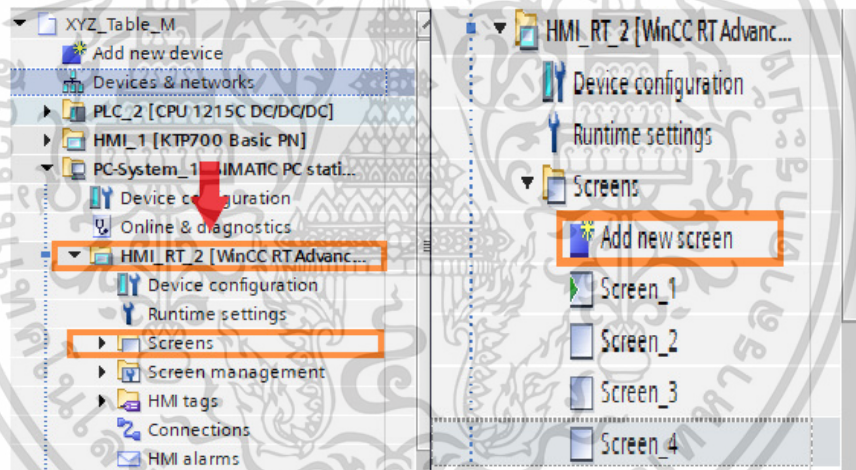 XYZ_Table_M
Add new device
Devices & networks
PLC_2 [CPU 1215C DC/DC/DC]
HMI_1 [KTP700 Basic PN]
PC-System_1 SIMATIC PC stati...
Device configuration
Online & diagnostics
HMI_RT_2 [WinCC RT Advanc...
Device configuration
Runtime settings
Screens
Screen management
HMI tags
Connections
HMI alarms
HMI_RT_2 [WinCC RT Advanc...
Device configuration
Runtime settings
Screens
Add new screen
Screen_1
Screen_2
Screen_3
Screen_4